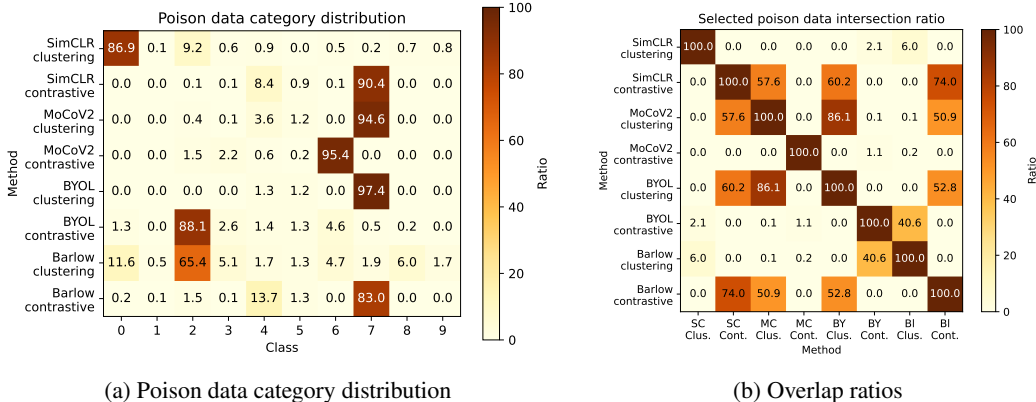 Poison data category distribution
SimCLR
clustering
86.9 0.1 9.2 0.6 0.9 0.0 0.5 0.2 0.7 0.8
SimCLR
contrastive
0.0 0.0 0.1 0.1 8.4 0.9 0.1 90.4 0.0 0.0
MoCoV2
clustering
0.0 0.0 0.4 0.1 3.6 1.2 0.0 94.6 0.0 0.0
MoCoV2
contrastive
0.0 0.0 1.5 2.2 0.6 0.2 95.4 0.0 0.0 0.0
BYOL
clustering
0.0 0.0 0.0 0.0 1.3 1.2 0.0 97.4 0.0 0.0
BYOL
contrastive
1.3 0.0 88.1 2.6 1.4 1.3 4.6 0.5 0.2 0.0
Barlow
clustering
11.6 0.5 65.4 5.1 1.7 1.3 4.7 1.9 6.0 1.7
Barlow
contrastive
0.2 0.1 1.5 0.1 13.7 1.3 0.0 83.0 0.0 0.0
0 1 2 3 4 5 6 7 8 9
Class
Method
100
80
60
40
20
0
Ratio
(a) Poison data category distribution
Selected poison data intersection ratio
SimCLR
clustering
100.0 0.0 0.0 0.0 0.0 2.1 6.0 0.0
SimCLR
contrastive
0.0 100.0 57.6 0.0 60.2 0.0 0.0 74.0
MoCoV2
clustering
0.0 57.6 100.0 0.0 86.1 0.1 0.1 50.9
MoCoV2
contrastive
0.0 0.0 0.0 100.0 0.0 1.1 0.2 0.0
BYOL
clustering
0.0 60.2 86.1 0.0 100.0 0.0 0.0 52.8
BYOL
contrastive
2.1 0.0 0.1 1.1 0.0 100.0 40.6 0.0
Barlow
clustering
6.0 0.0 0.1 0.2 0.0 40.6 100.0 0.0
Barlow
contrastive
0.0 74.0 50.9 0.0 52.8 0.0 0.0 100.0
SC SC MC MC BY BY BI BI
Clus. Cont. Clus. Cont. Clus. Cont. Clus. Cont.
Method
Method
100
80
60
40
20
0
Ratio
(b) Overlap ratios